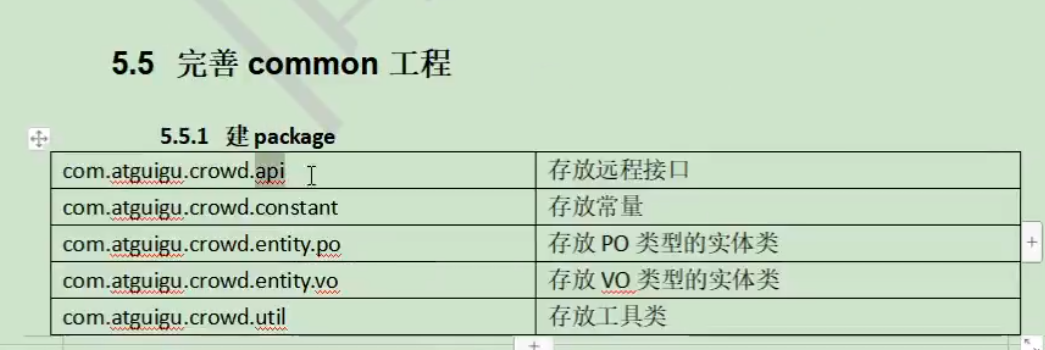 5.5 完善 common 工程
5.5.1 建 package
com.atguigu.crowd.api 存放远程接口
com.atguigu.crowd.constant 存放常量
com.atguigu.crowd.entity.po 存放 PO 类型的实体类
com.atguigu.crowd.entity.vo 存放 VO 类型的实体类
com.atguigu.crowd.util 存放工具类